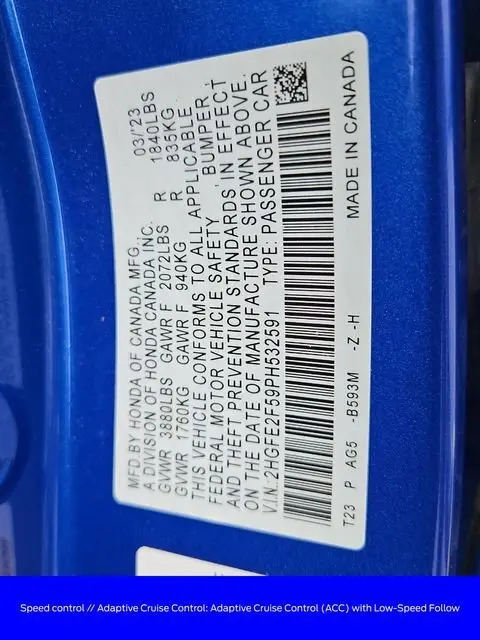 MFD.BY HONDA OF CANADA MFG., 03/'23
A DIVISION OF HONDA CANADA INC.
GVWR 3880LBS GAWR F 2072LBS R 1840LBS
GVWR 1760KG GAWR F 940KG R 835KG
THIS VEHICLE CONFORMS TO ALL APPLICABLE
FEDERAL MOTOR VEHICLE SAFETY, BUMPER,
AND THEFT PREVENTION STANDARDS IN EFFECT
ON THE DATE OF MANUFACTURE SHOWN ABOVE.
V.I.N.:2HGFE2F59PH532591 TYPE: PASSENGER CAR
T23 P AG5 -B593M -Z -H MADE IN CANADA
Speed control // Adaptive Cruise Control: Adaptive Cruise Control (ACC) with Low-Speed Follow